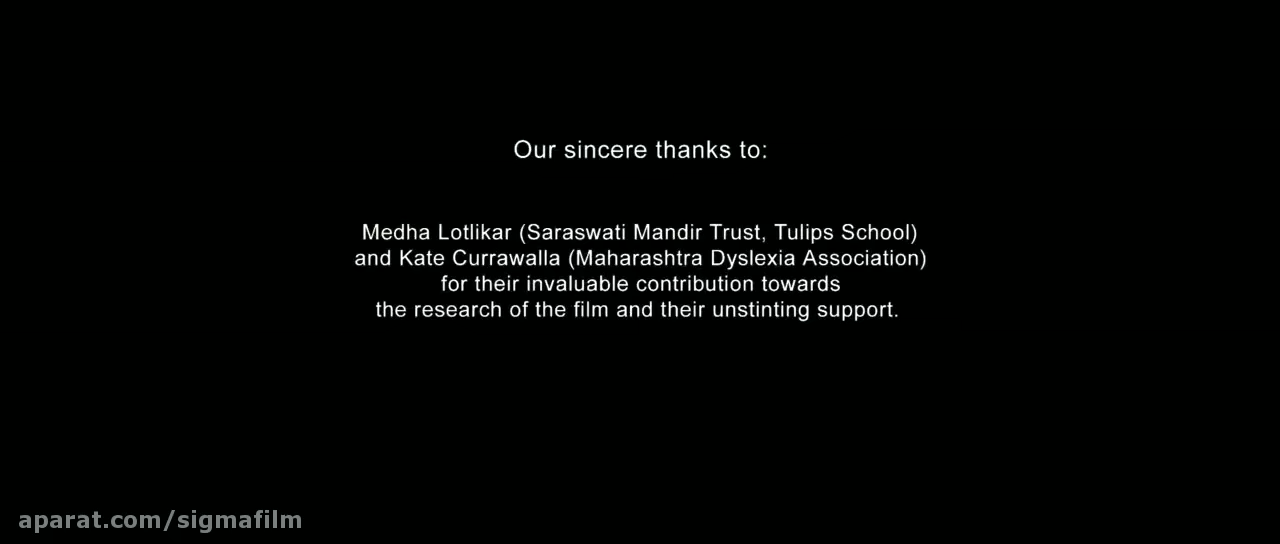 Our sincere thanks to:
Medha Lotlikar (Saraswati Mandir Trust, Tulips School)
and Kate Currawalla (Maharashtra Dyslexia Association)
for their invaluable contribution towards
the research of the film and their unstinting support.
aparat.com/sigmafilm